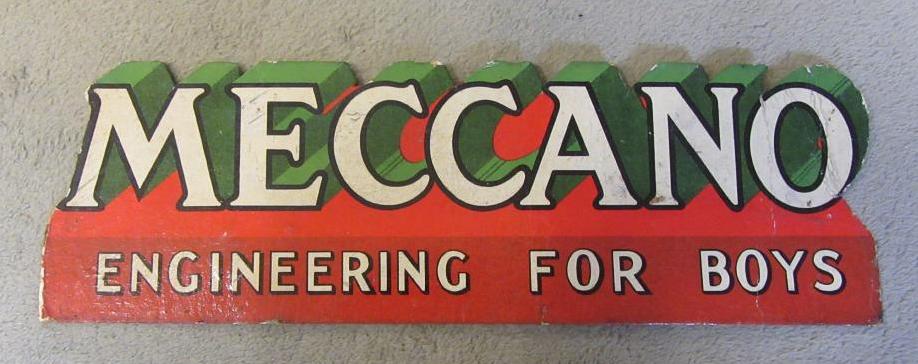 MECCANO
ENGINEERING FOR BOYS